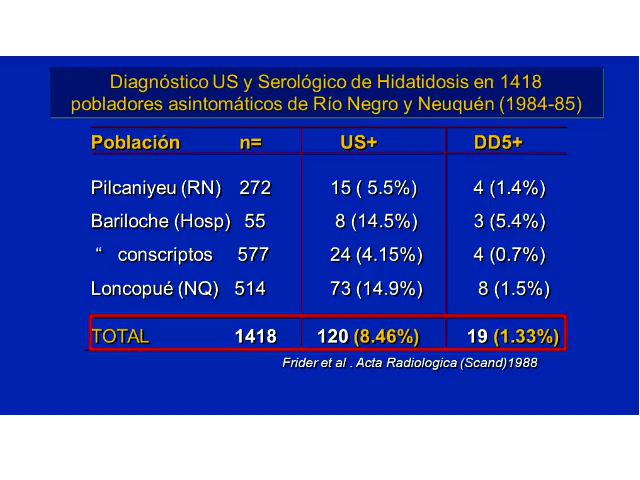 Diagnóstico US y Serológico de Hidatidosis en 1418
pobladores asintomáticos de Río Negro y Neuquén (1984-85)
Población n= US+ DD5+
Pilcaniyeu (RN) 272 15 ( 5.5%) 4 (1.4%)
Bariloche (Hosp) 55 8 (14.5%) 3 (5.4%)
“ conscriptos 577 24 (4.15%) 4 (0.7%)
Loncopué (NQ) 514 73 (14.9%) 8 (1.5%)
TOTAL 1418 120 (8.46%) 19 (1.33%)
Frider et al . Acta Radiologica (Scand)1988